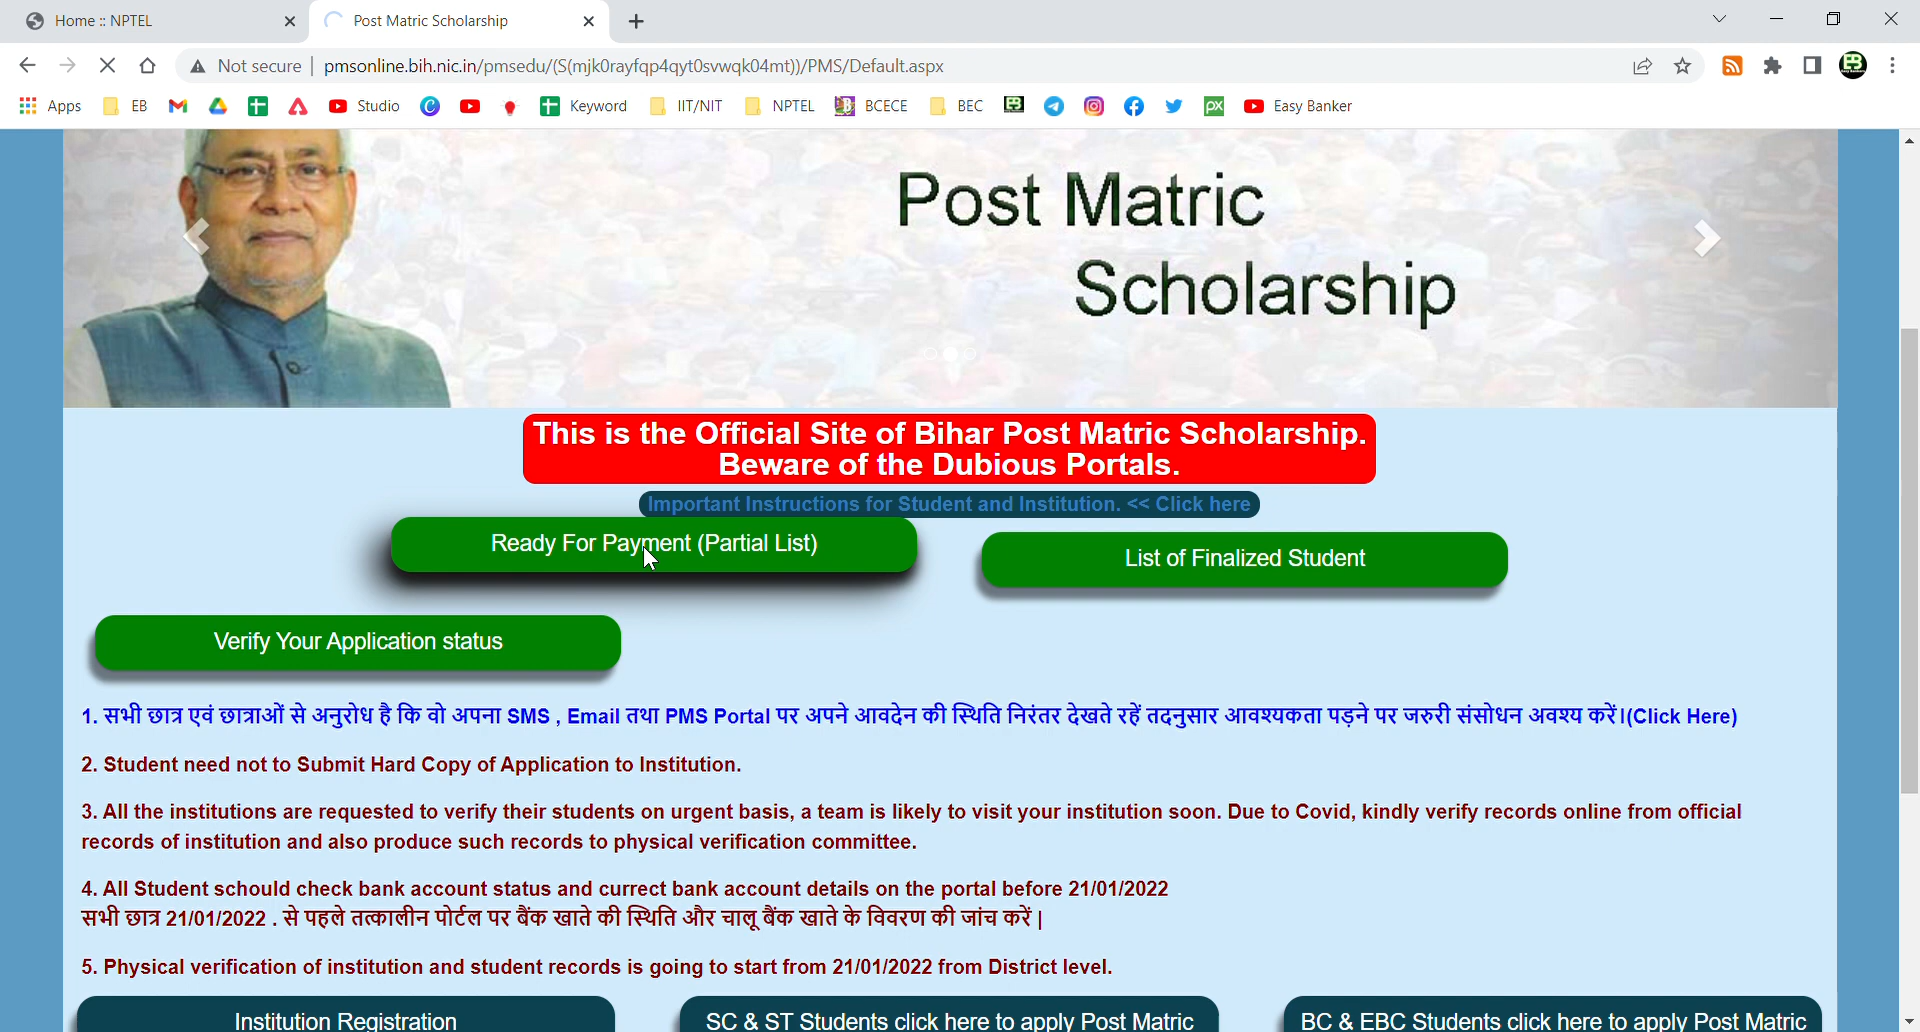 Home :: NPTEL
Post Matric Scholarship
Not secure | pmsonline.bih.nic.in/pmsedu/(S(mjk0rayfqp4qyt0svwqk04mt))/PMS/Default.aspx
Apps EB Studio Keyword IIT/NIT NPTEL BCECE BEC EB px Easy Banker
Post Matric
Scholarship
This is the Official Site of Bihar Post Matric Scholarship.
Beware of the Dubious Portals.
Important Instructions for Student and Institution. << Click here
Ready For Payment (Partial List)
List of Finalized Student
Verify Your Application status
1. सभी छात्र एवं छात्राओं से अनुरोध है कि वो अपना SMS , Email तथा PMS Portal पर अपने आवदेन की स्थिति निरंतर देखते रहें तदनुसार आवश्यकता पड़ने पर जरुरी संसोधन अवश्य करें।(Click Here)
2. Student need not to Submit Hard Copy of Application to Institution.
3. All the institutions are requested to verify their students on urgent basis, a team is likely to visit your institution soon. Due to Covid, kindly verify records online from official
records of institution and also produce such records to physical verification committee.
4. All Student schould check bank account status and currect bank account details on the portal before 21/01/2022
सभी छात्र 21/01/2022 . से पहले तत्कालीन पोर्टल पर बैंक खाते की स्थिति और चालू बैंक खाते के विवरण की जांच करें |
5. Physical verification of institution and student records is going to start from 21/01/2022 from District level.
Institution Registration
SC & ST Students click here to apply Post Matric
BC & EBC Students click here to apply Post Matric